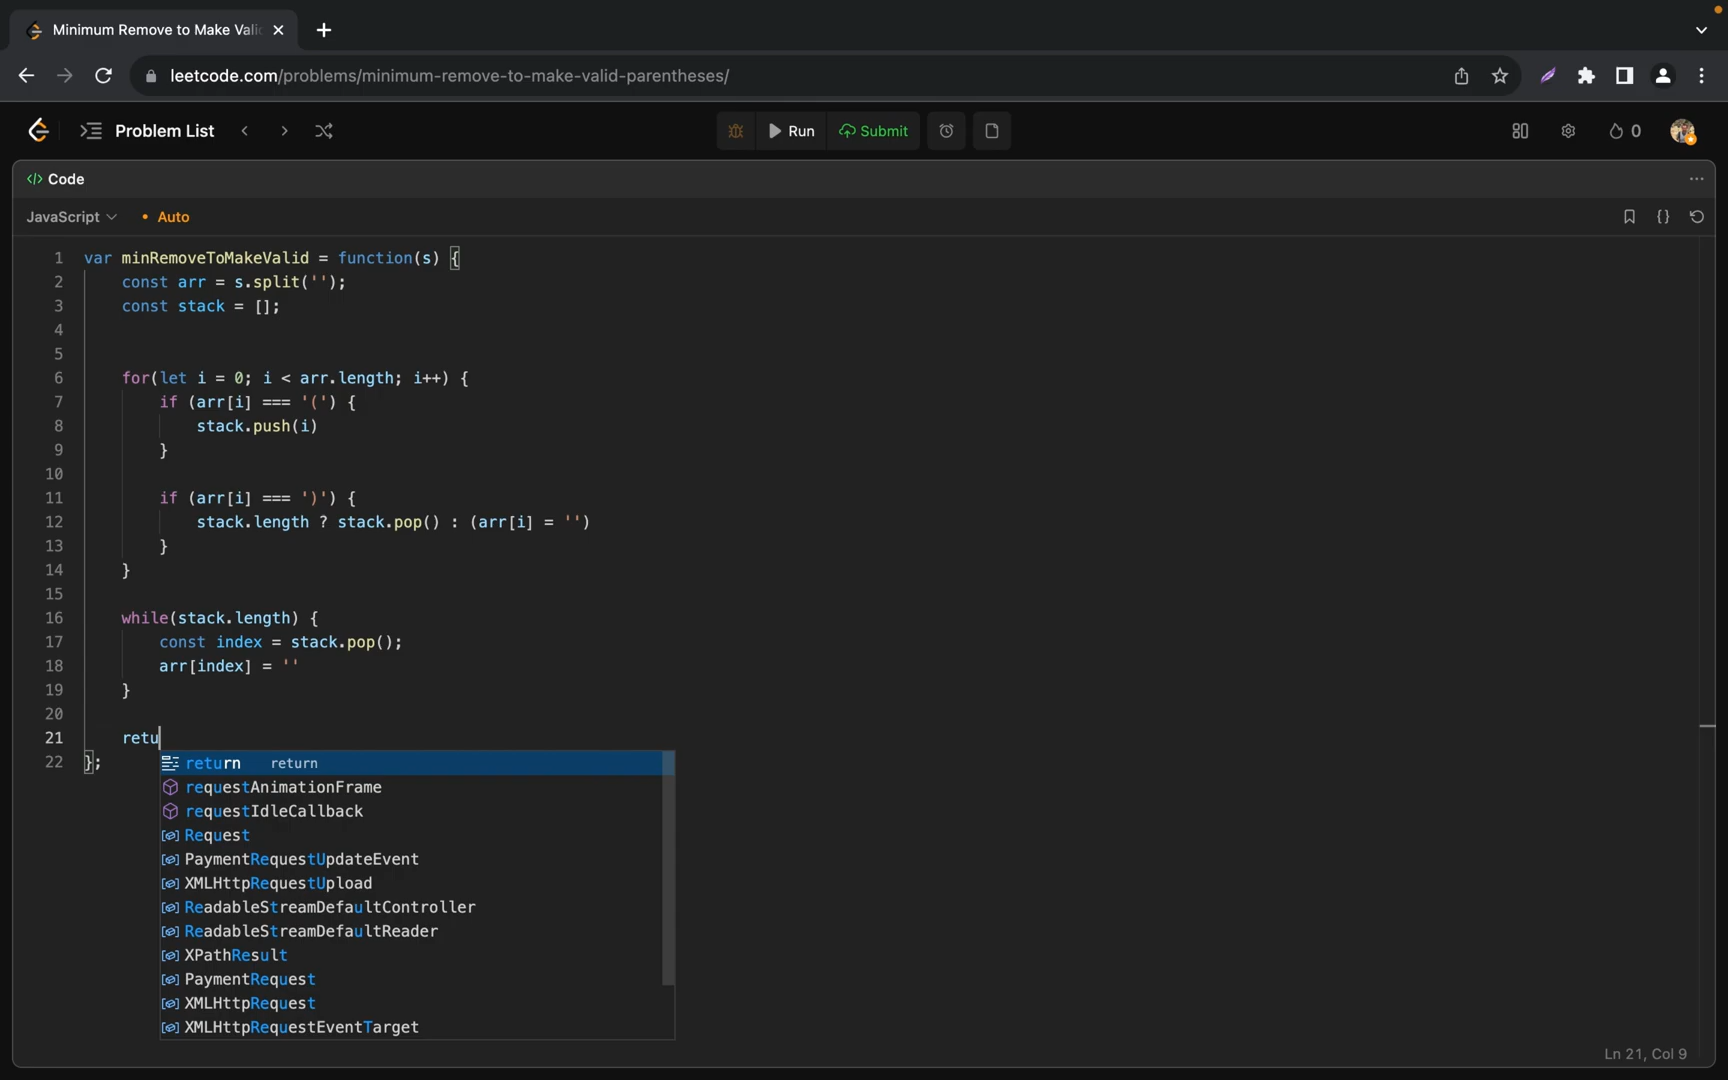 Minimum Remove to Make Vali
leetcode.com/problems/minimum-remove-to-make-valid-parentheses/
Problem List
Run
Submit
0
</> Code
JavaScript
• Auto
1 var minRemoveToMakeValid = function(s) {
2 const arr = s.split('');
3 const stack = [];
4
5
6 for(let i = 0; i < arr.length; i++) {
7 if (arr[i] === '(') {
8 stack.push(i)
9 }
10
11 if (arr[i] === ')') {
12 stack.length ? stack.pop() : (arr[i] = '')
13 }
14 }
15
16 while(stack.length) {
17 const index = stack.pop();
18 arr[index] = ''
19 }
20
21 retu
22 };
return return
requestAnimationFrame
requestIdleCallback
Request
PaymentRequestUpdateEvent
XMLHttpRequestUpload
ReadableStreamDefaultController
ReadableStreamDefaultReader
XPathResult
PaymentRequest
XMLHttpRequest
XMLHttpRequestEventTarget
Ln 21, Col 9